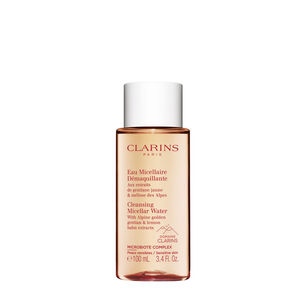 CLARINS
PARIS
Eau Micellaire
Démaquillante
Aux extraits
de gentiane jaune
& mélisse des Alpes
Cleansing
Micellar Water
With Alpine golden
gentian & lemon
balm extracts
DOMAINE
CLARINS
MICROBIOTE COMPLEX
Peaux sensibles / Sensitive skin
℮ 100 mL 3.4 Fl. Oz.